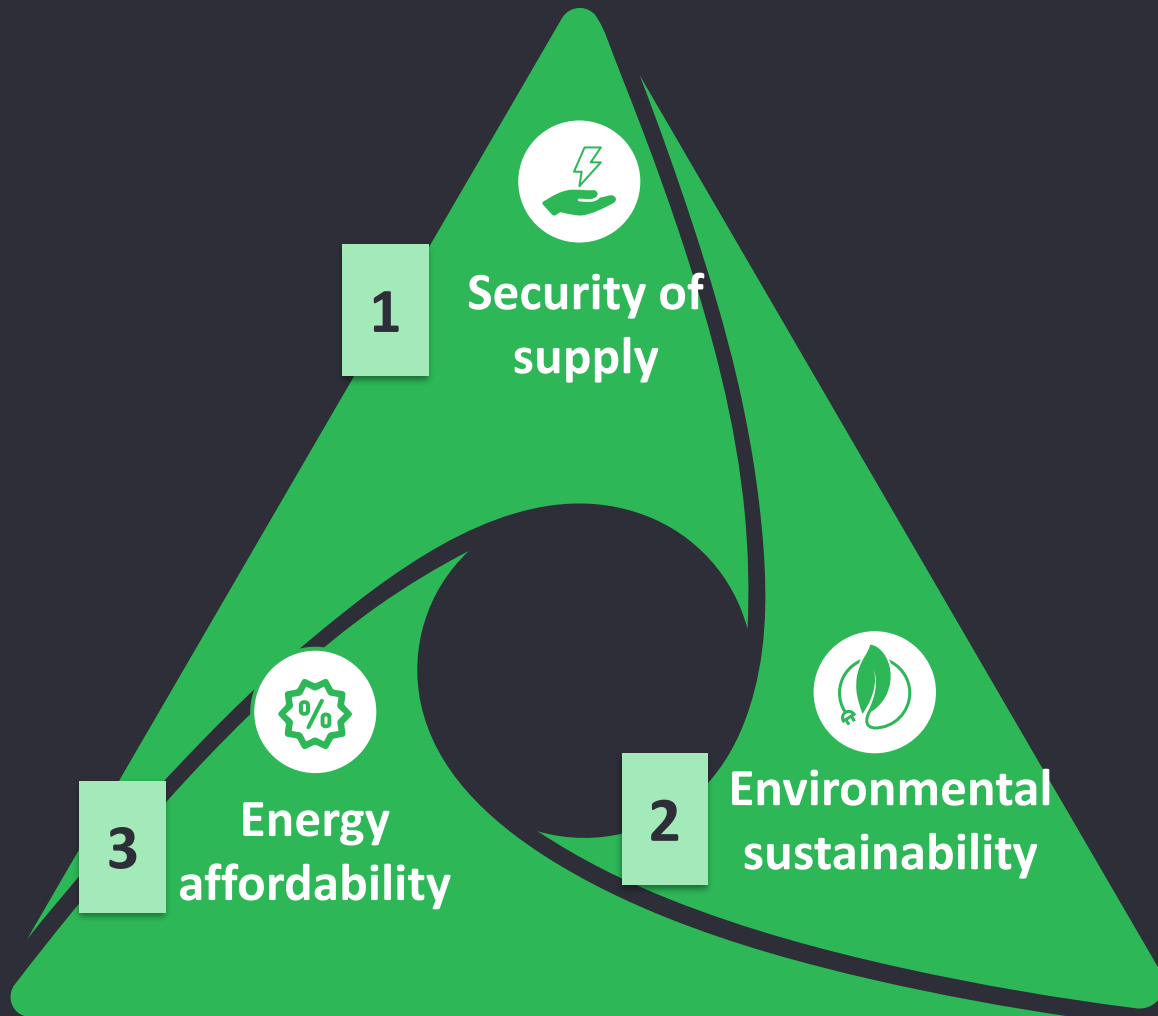 1
Security of
supply
2
Environmental
sustainability
3
%
Energy
affordability